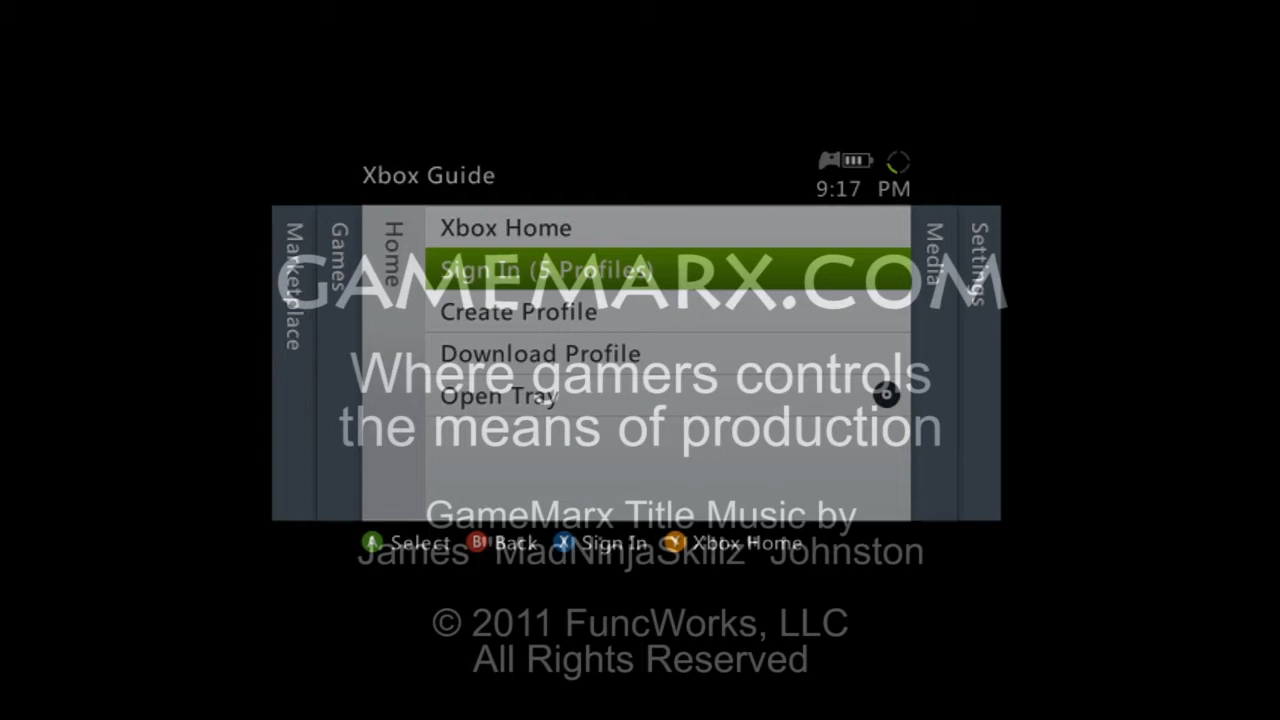 Xbox Guide
9:17 PM
Marketplace
Games
Home
Xbox Home
Sign In (5 Profiles)
Create Profile
Download Profile
Open Tray
Media
Settings
GAMEMARX.COM
Where gamers controls
the means of production
GameMarx Title Music by
James "MadNinjaSkillz" Johnston
A Select B Back X Sign In Y Xbox Home
© 2011 FuncWorks, LLC
All Rights Reserved